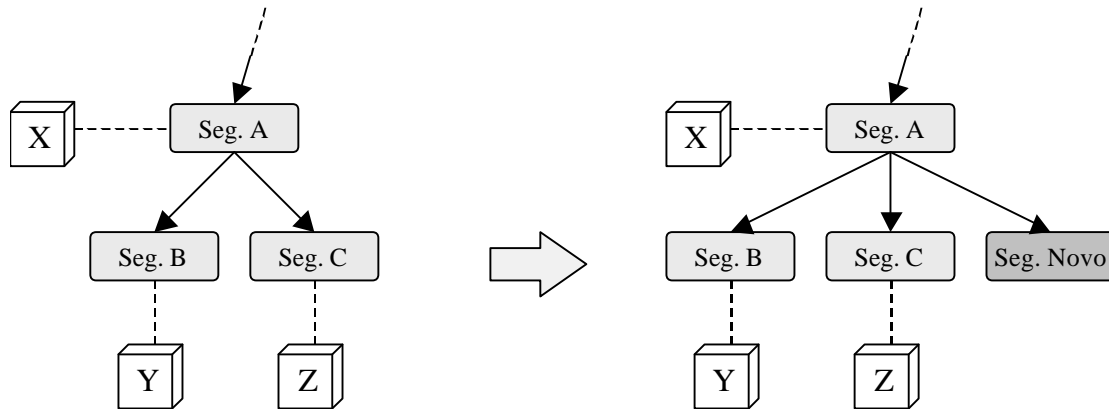 X
Seg. A
Seg. B
Seg. C
Y
Z
X
Seg. A
Seg. B
Seg. C
Seg. Novo
Y
Z